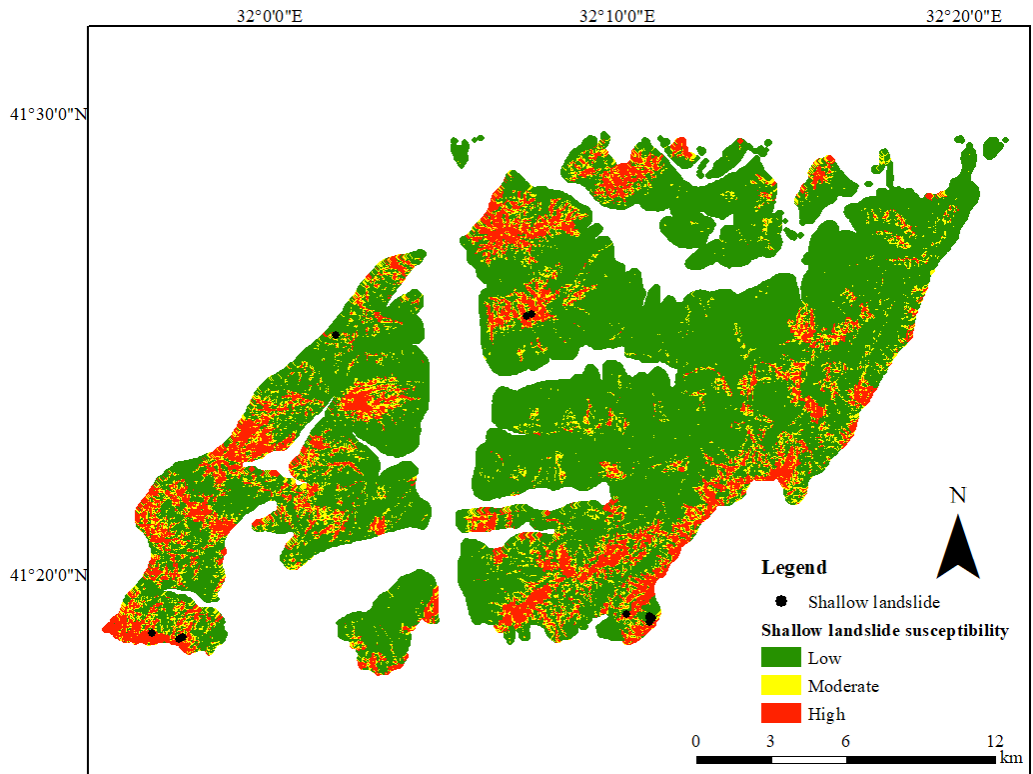 32°0'0"E 32°10'0"E 32°20'0"E
41°30'0"N
41°20'0"N
N
Legend
Shallow landslide
Shallow landslide susceptibility
Low
Moderate
High
0 3 6 12
km